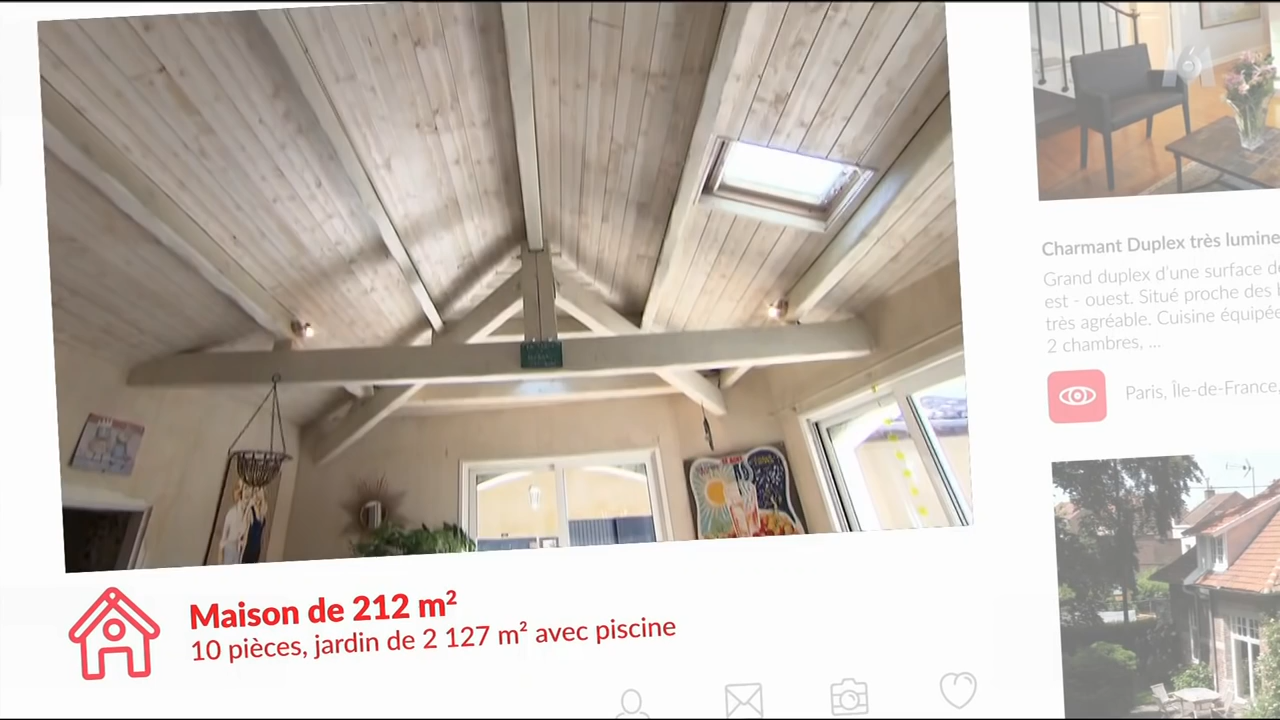 Maison de 212 m²
10 pièces, jardin de 2 127 m² avec piscine
Charmant Duplex très lumine
Grand duplex d'une surface de
est - ouest. Situé proche des
très agréable. Cuisine équipée
2 chambres, ...
Paris, Île-de-France,